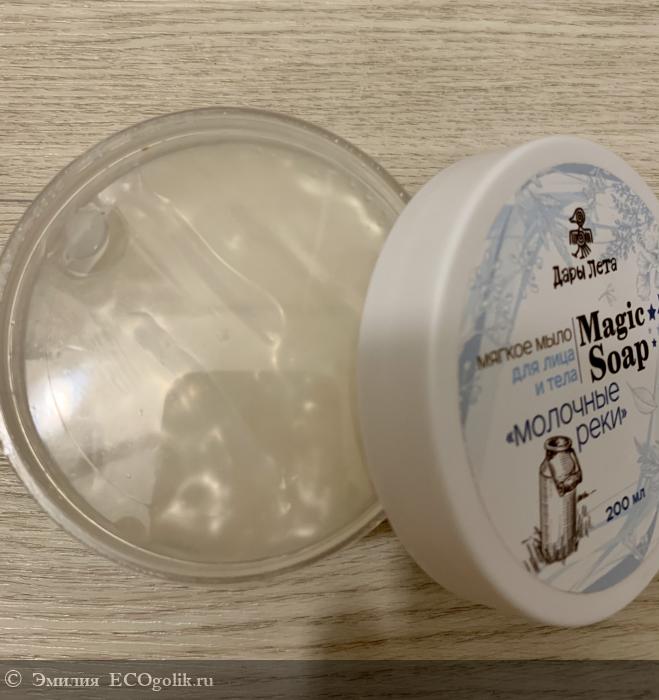 Дары Лета
мягкое мыло
для лица
и тела
Magic
Soap
«МОЛОЧНЫЕ
реки»
200 мл
© Эмилия ECOgolik.ru